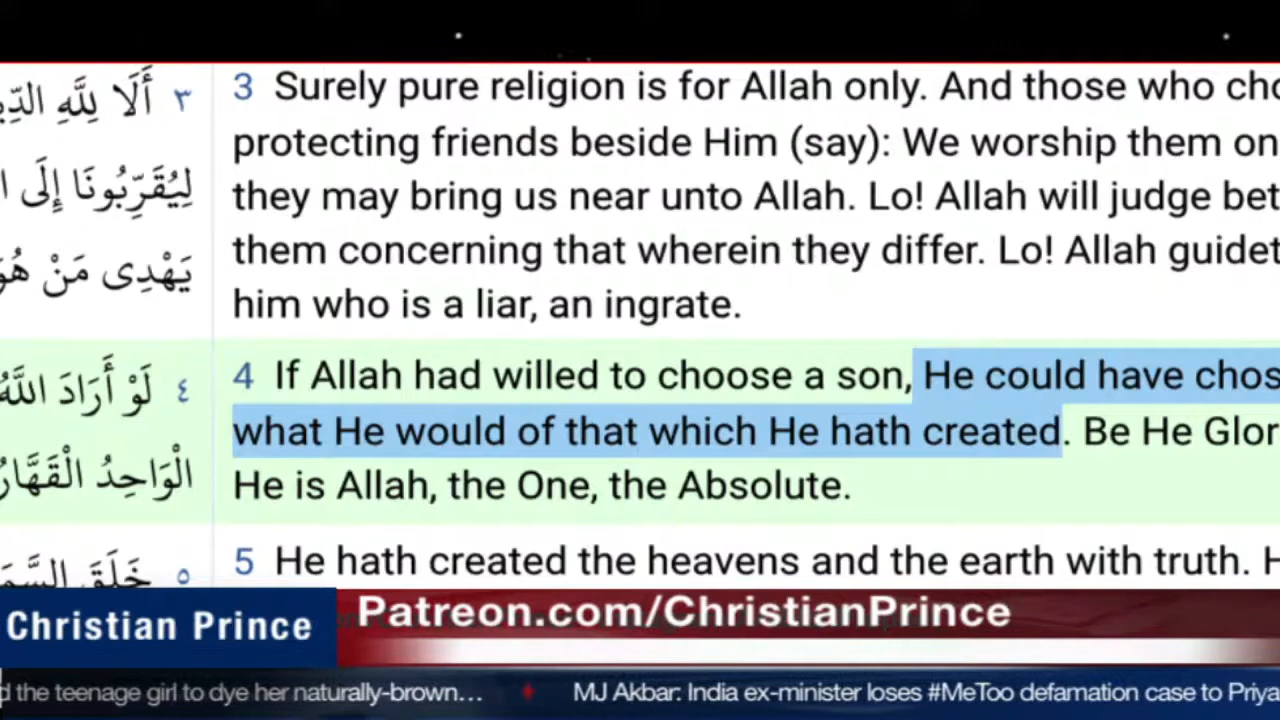 ٣ أَلَا لِلَّهِ الدِّي
لِيُقَرِّبُونَا إِلَى ا
يَهْدِى مَنْ هُوَ
3 Surely pure religion is for Allah only. And those who cho
protecting friends beside Him (say): We worship them on
they may bring us near unto Allah. Lo! Allah will judge bet
them concerning that wherein they differ. Lo! Allah guidet
him who is a liar, an ingrate.
٤ لَوْ أَرَادَ اللَّهُ
الْوَاحِدُ الْقَهَّارُ
4 If Allah had willed to choose a son, He could have chos
what He would of that which He hath created. Be He Glor
He is Allah, the One, the Absolute.
٥ خَلَقَ السَّمَ
5 He hath created the heavens and the earth with truth. H
Christian Prince
Patreon.com/ChristianPrince
d the teenage girl to dye her naturally-brown… MJ Akbar: India ex-minister loses #MeToo defamation case to Priya